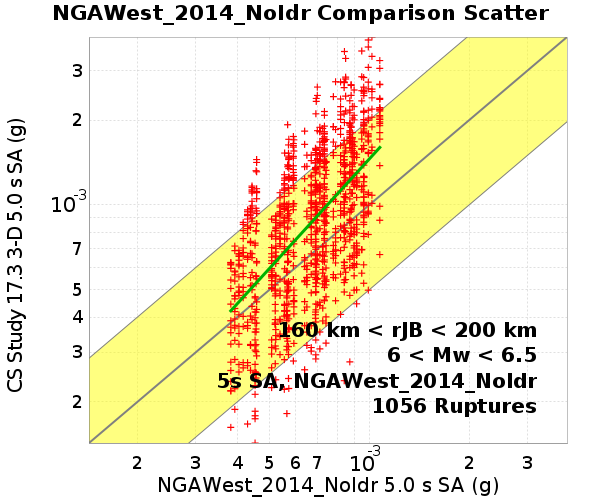 NGAWest_2014_NoIdr Comparison Scatter
CS Study 17.3 3-D 5.0 s SA (g)
3
2
10-3
7
5
4
3
2
160 km < rJB < 200 km
6 < Mw < 6.5
5s SA, NGAWest_2014_NoIdr
1056 Ruptures
2 3 4 5 6 7 10-3 2 3
NGAWest_2014_NoIdr 5.0 s SA (g)